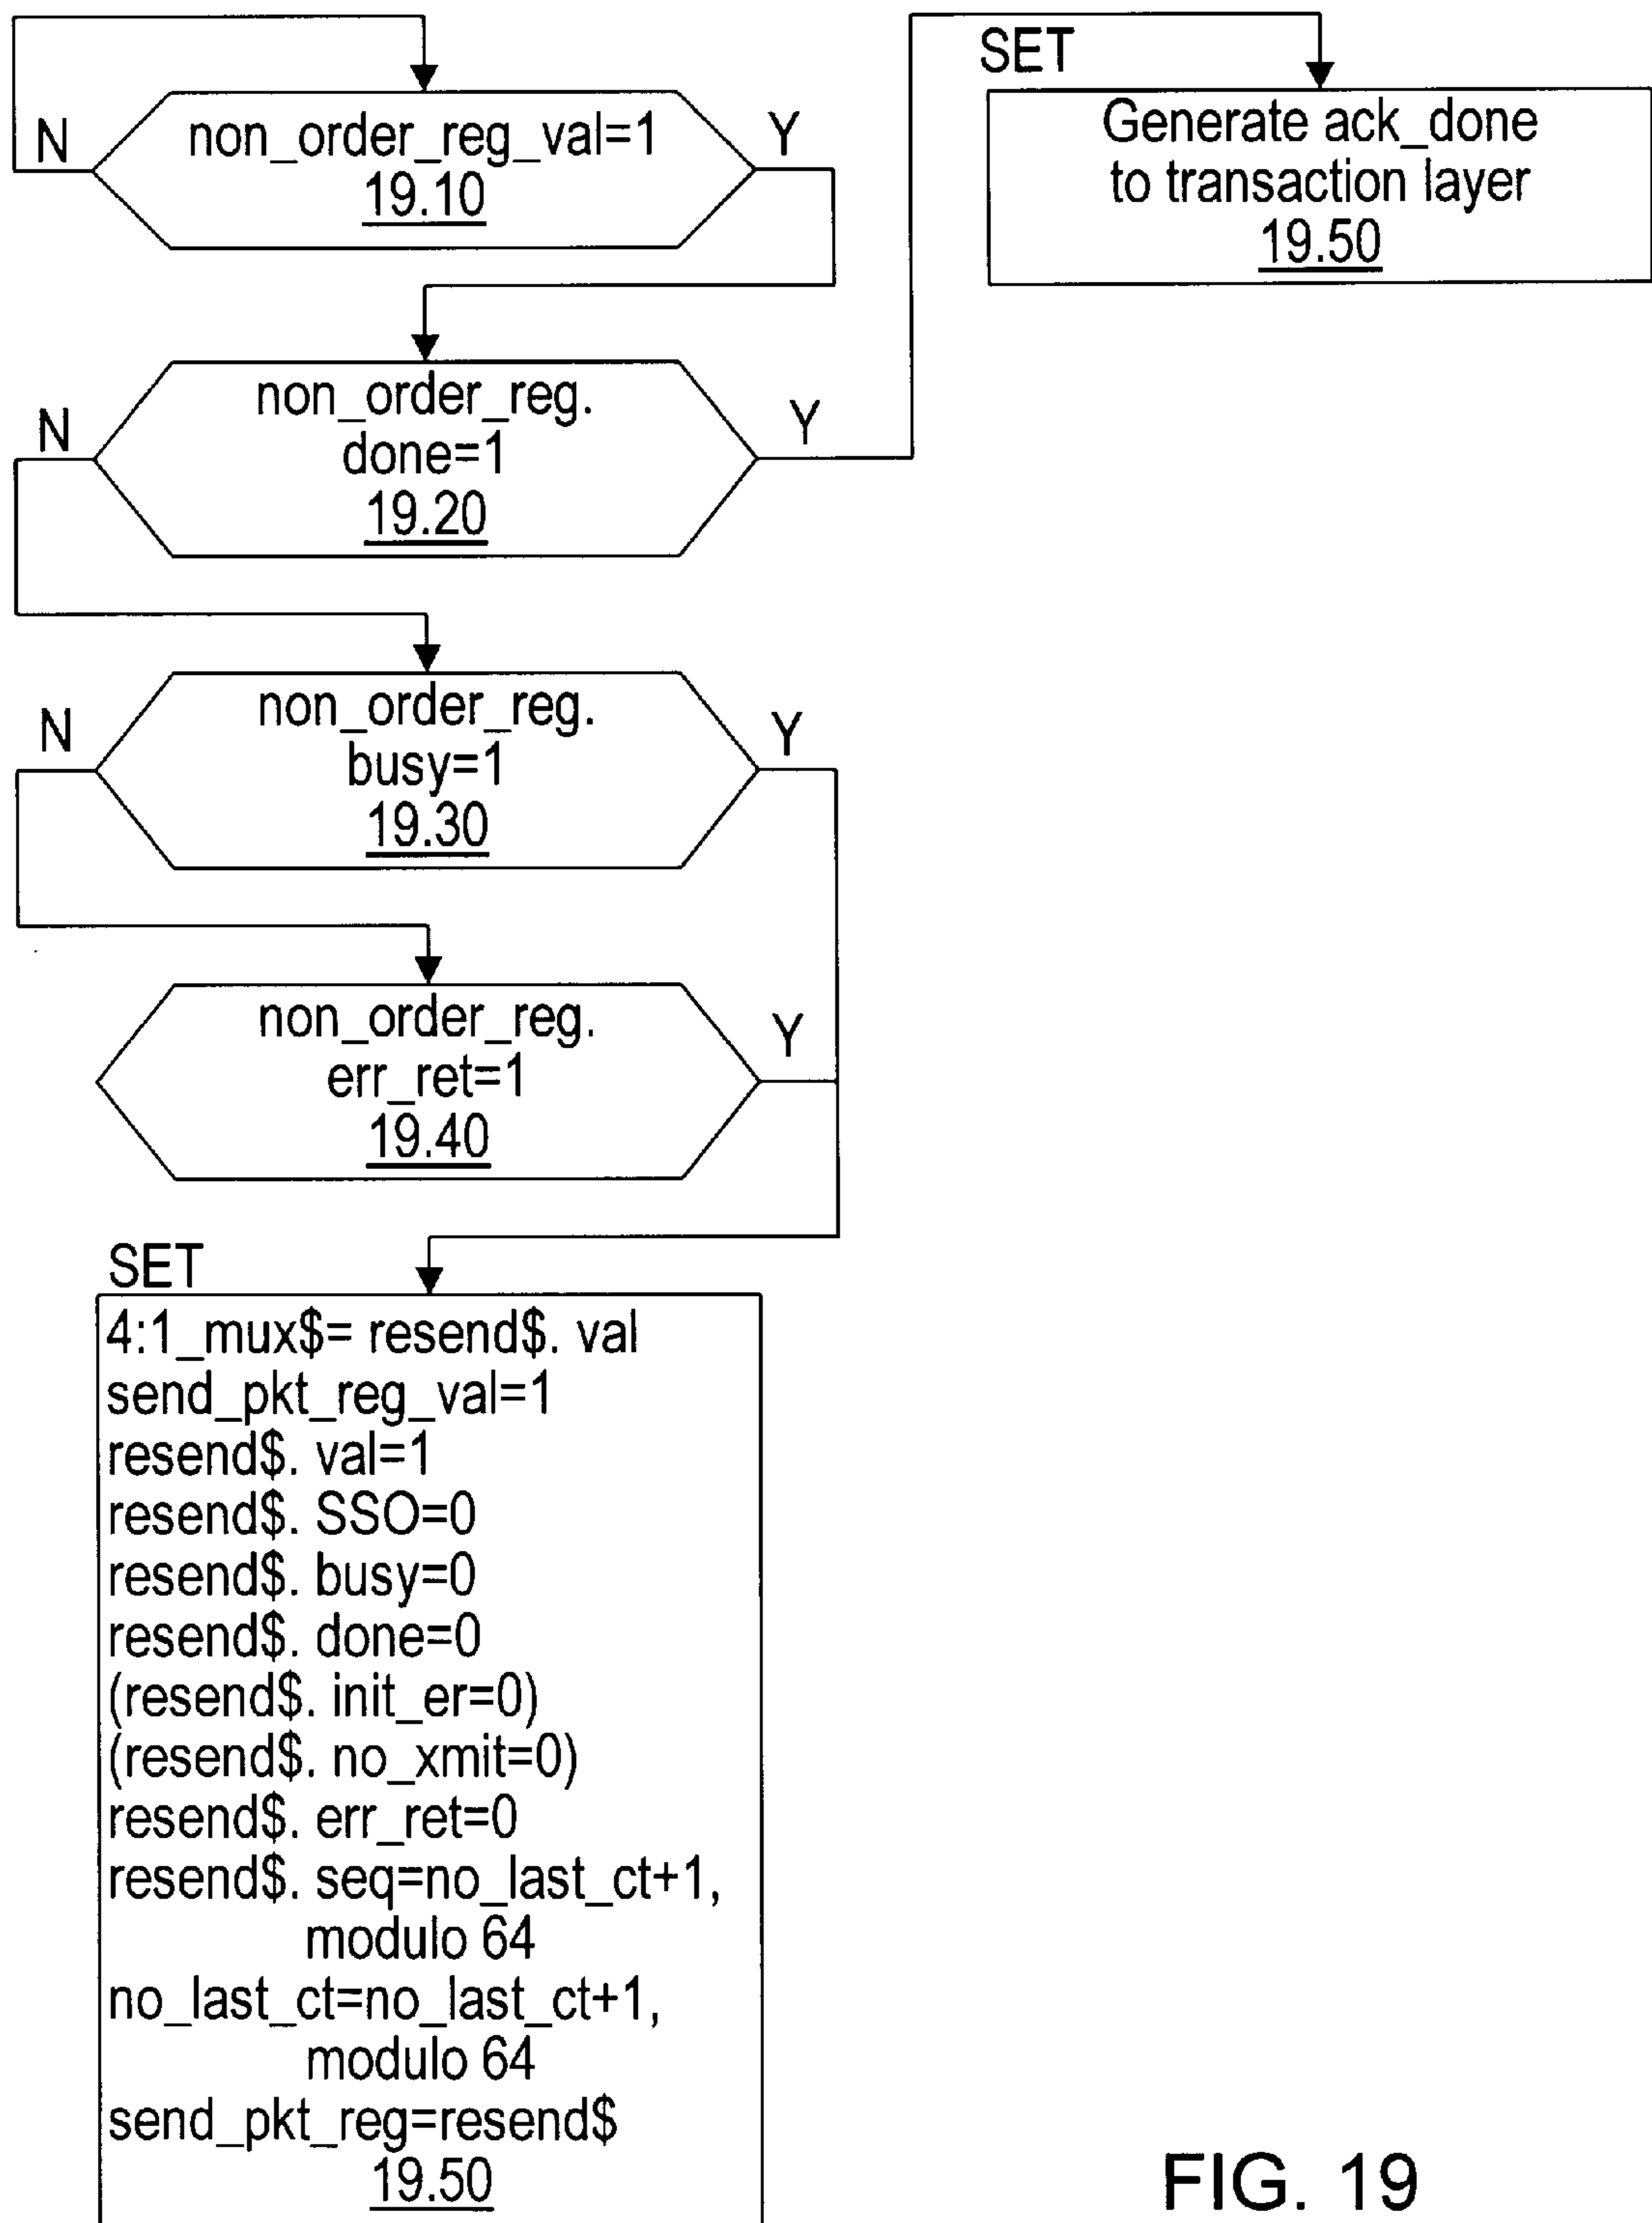 N
non_order_reg_val=1
Y
19.10
SET
Generate ack_done
to transaction layer
19.50
N
non_order_reg.
Y
done=1
19.20
N
non_order_reg.
Y
busy=1
19.30
non_order_reg.
Y
err_ret=1
19.40
SET
4:1_mux$= resend$. val
send_pkt_reg_val=1
resend$. val=1
resend$. SSO=0
resend$. busy=0
resend$. done=0
(resend$. init_er=0)
(resend$. no_xmit=0)
resend$. err_ret=0
resend$. seq=no_last_ct+1,
modulo 64
no_last_ct=no_last_ct+1,
modulo 64
send_pkt_reg=resend$
19.50
FIG. 19